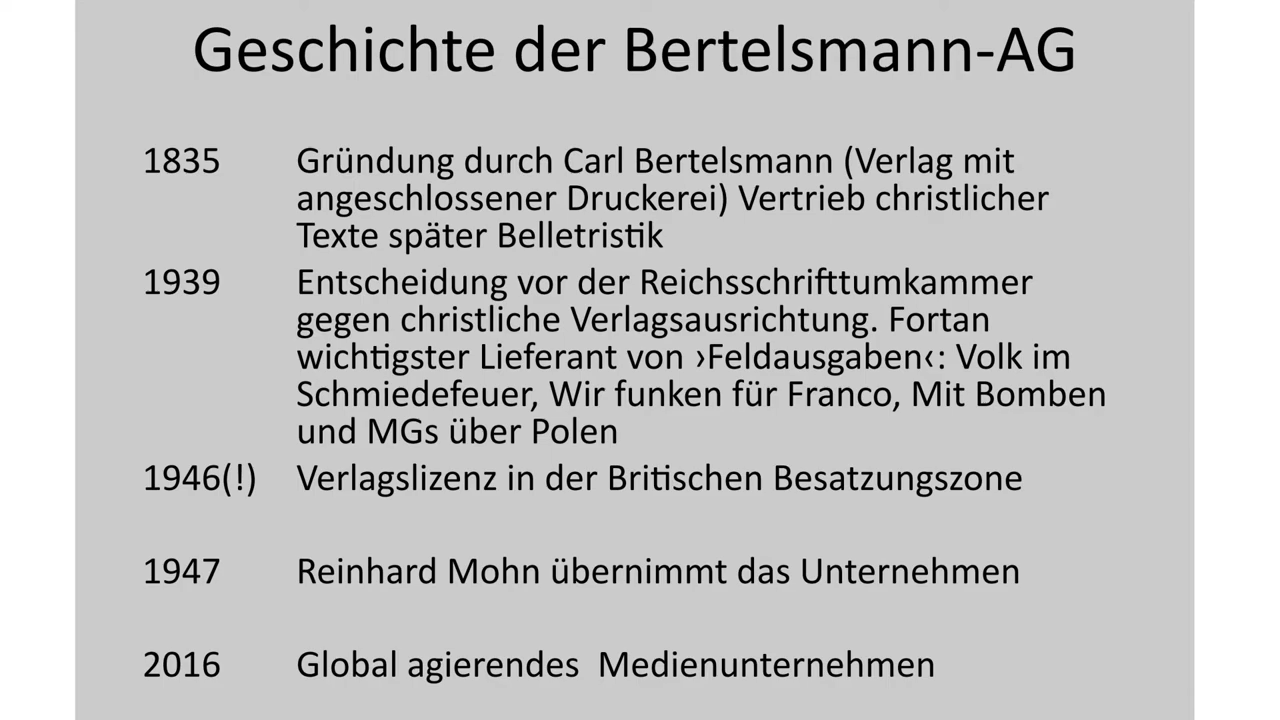 Geschichte der Bertelsmann-AG
1835 Gründung durch Carl Bertelsmann (Verlag mit
angeschlossener Druckerei) Vertrieb christlicher
Texte später Belletristik
1939 Entscheidung vor der Reichsschrifttumkammer
gegen christliche Verlagsausrichtung. Fortan
wichtigster Lieferant von ›Feldausgaben‹: Volk im
Schmiedefeuer, Wir funken für Franco, Mit Bomben
und MGs über Polen
1946(!) Verlagslizenz in der Britischen Besatzungszone
1947 Reinhard Mohn übernimmt das Unternehmen
2016 Global agierendes  Medienunternehmen